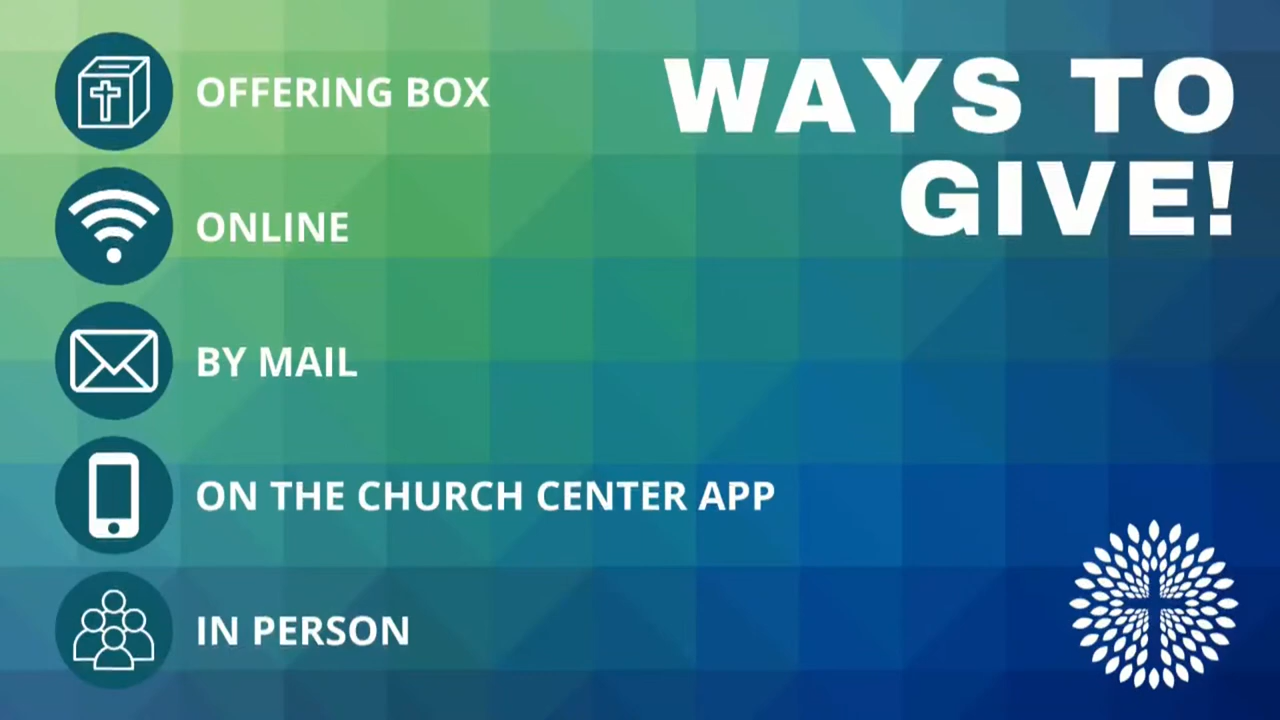 WAYS TO
GIVE!
OFFERING BOX
ONLINE
BY MAIL
ON THE CHURCH CENTER APP
IN PERSON